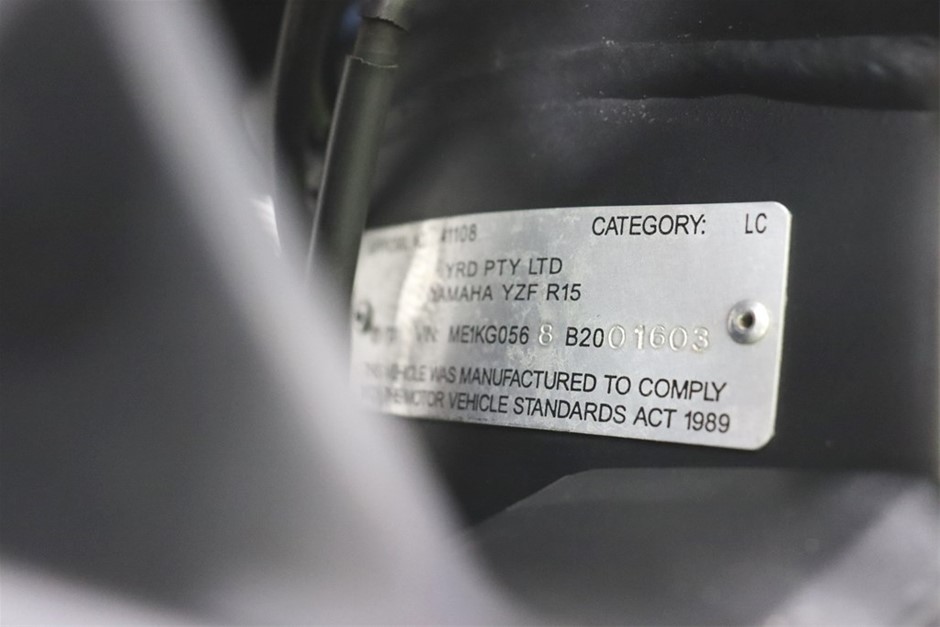 41108 CATEGORY: LC
YRD PTY LTD
YAMAHA YZF R15
VIN: ME1KG056 8 B2001603
THIS VEHICLE WAS MANUFACTURED TO COMPLY
THE MOTOR VEHICLE STANDARDS ACT 1989